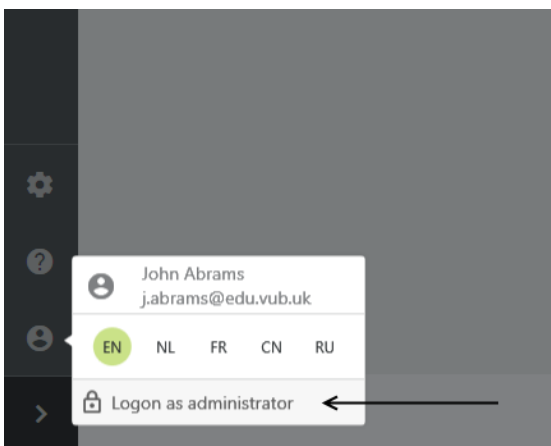 John Abrams
j.abrams@edu.vub.uk
EN NL FR CN RU
Logon as administrator